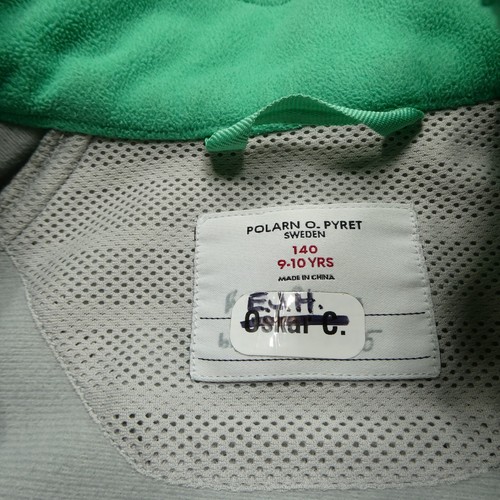 POLARN O. PYRET
SWEDEN
140
9-10 YRS
MADE IN CHINA
E.J.H.
Oskar C.